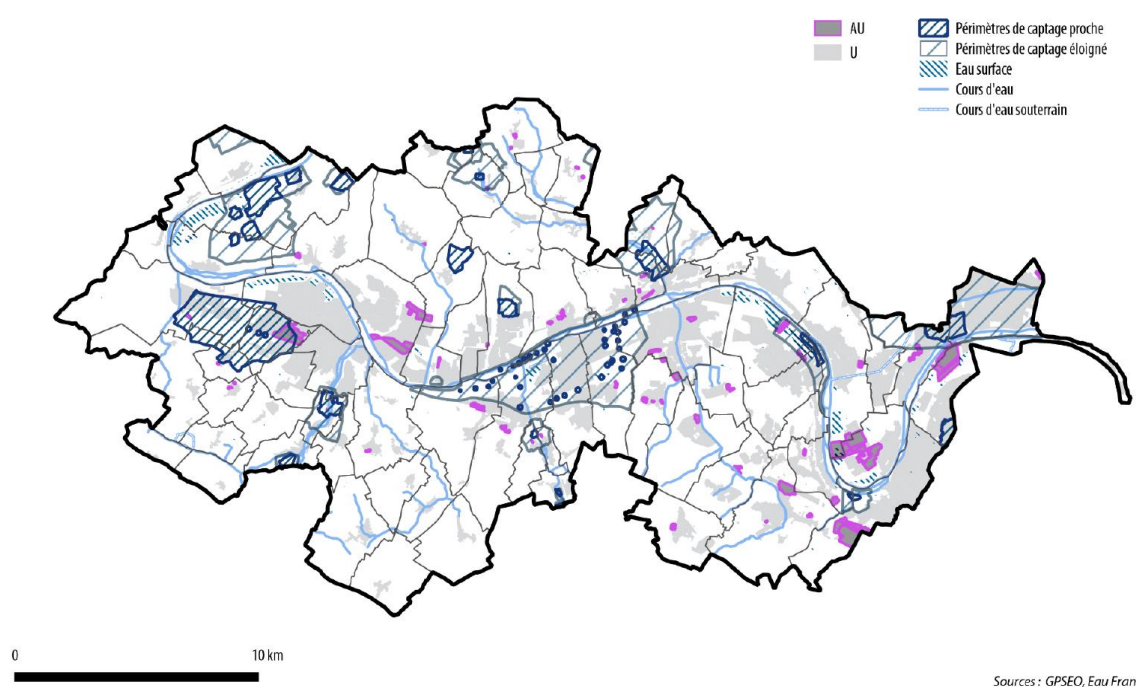 AU
U
Périmètres de captage proche
Périmètres de captage éloigné
Eau surface
Cours d'eau
Cours d'eau souterrain
0 10 km
Sources : GPSEO, Eau Fran